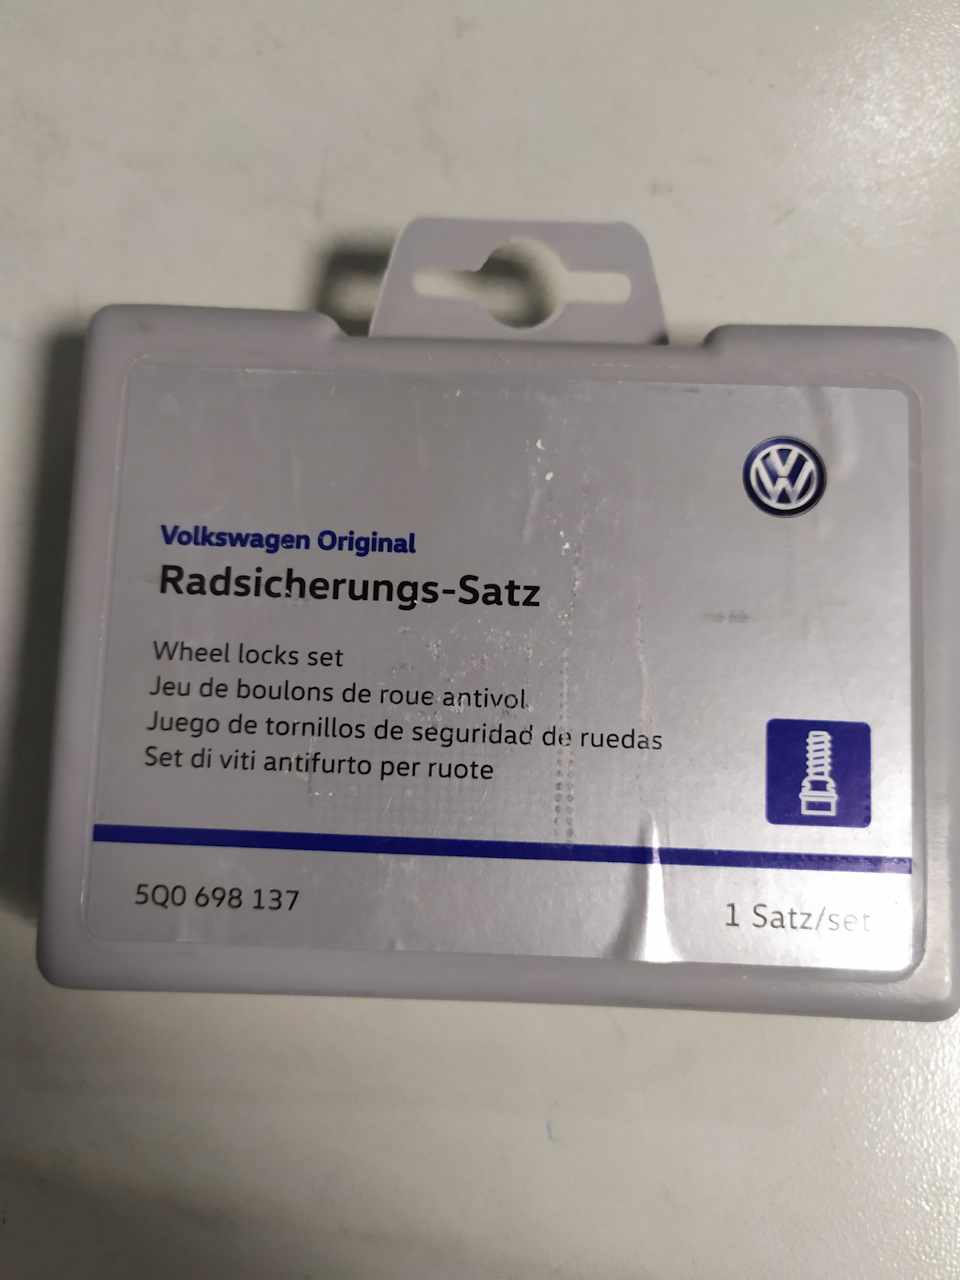 Volkswagen Original
Radsicherungs-Satz
Wheel locks set
Jeu de boulons de roue antivol
Juego de tornillos de seguridad de ruedas
Set di viti antifurto per ruote
5Q0 698 137
1 Satz/set